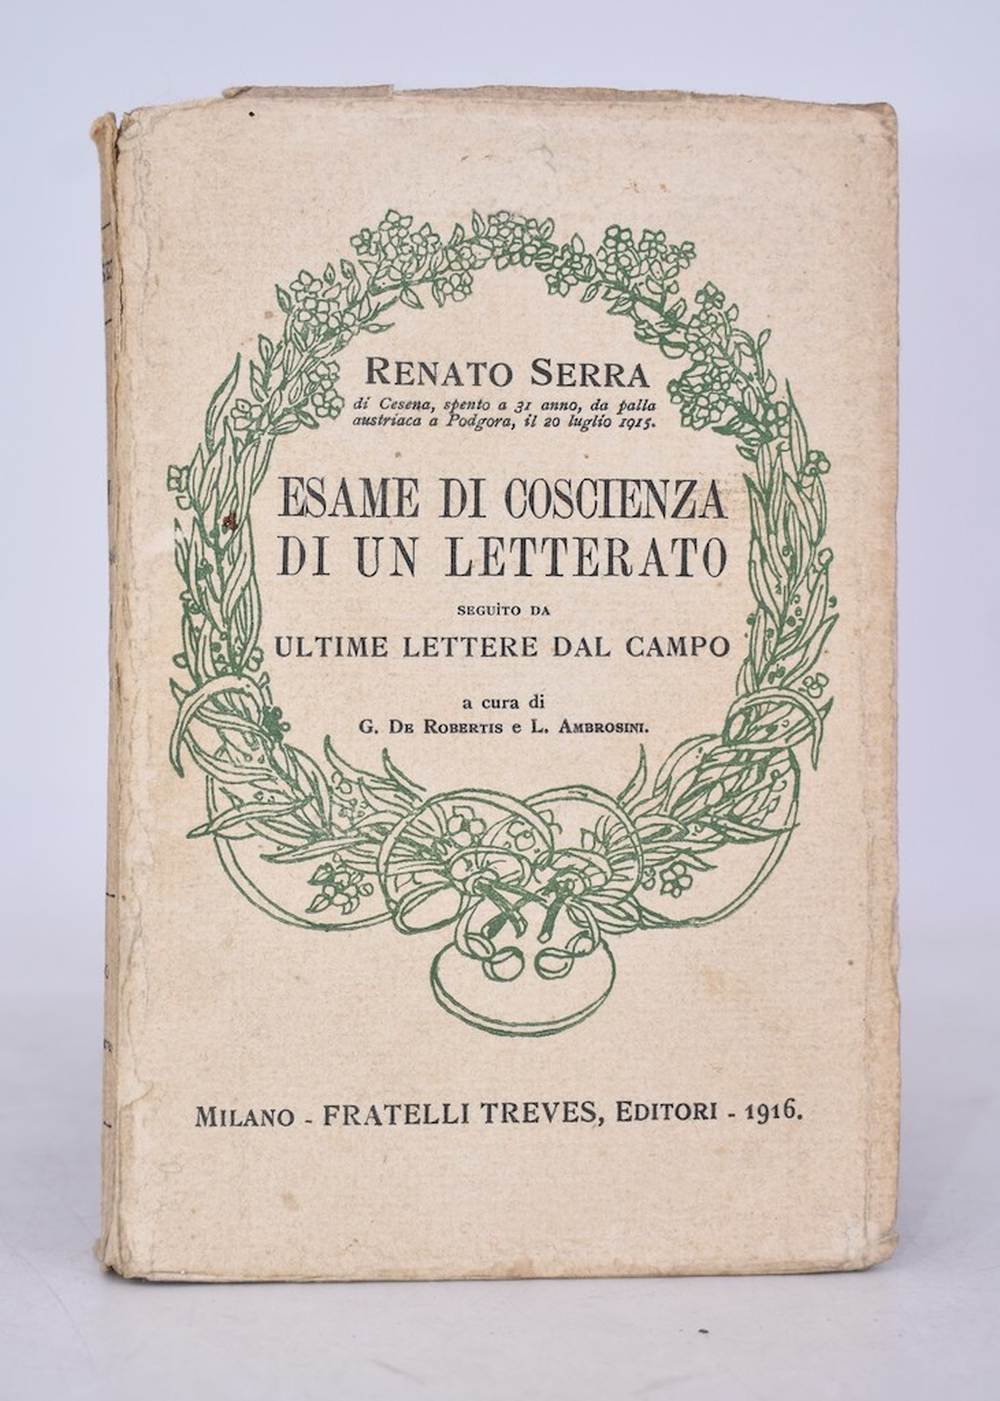 RENATO SERRA
di Cesena, spento a 31 anno, da palla
austriaca a Podgora, il 20 luglio 1915.
ESAME DI COSCIENZA
DI UN LETTERATO
SEGUITO DA
ULTIME LETTERE DAL CAMPO
a cura di
G. DE ROBERTIS e L. AMBROSINI.
MILANO - FRATELLI TREVES, EDITORI - 1916.